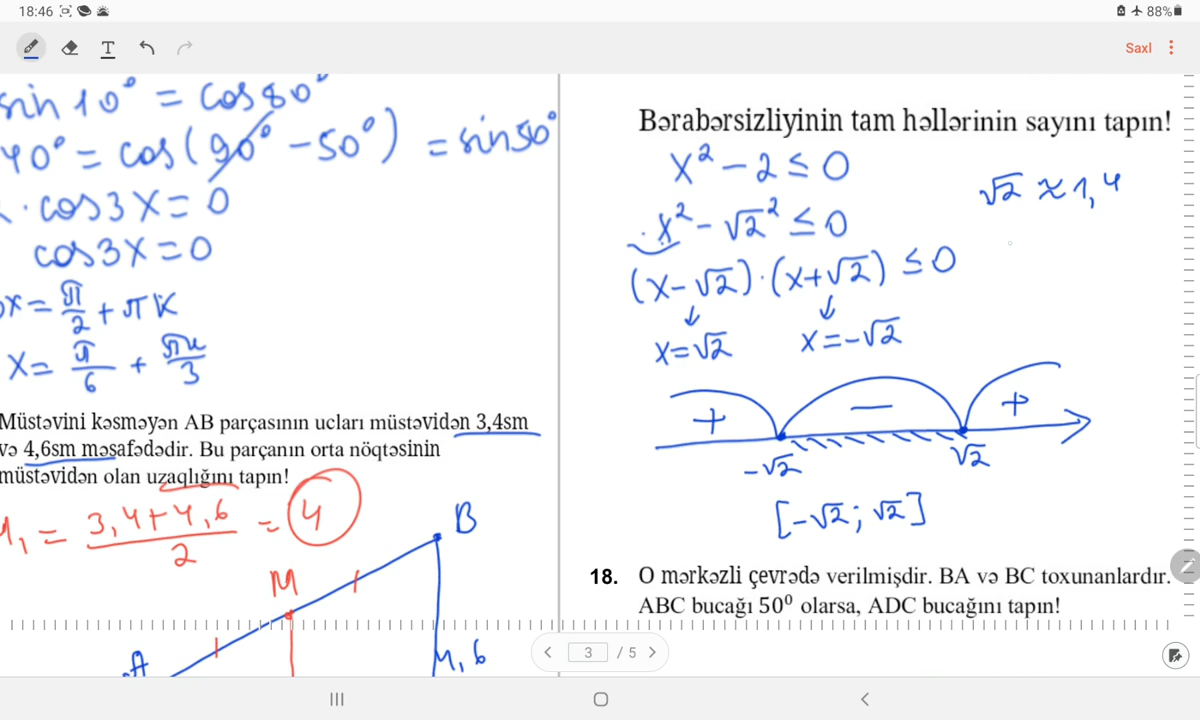 18:46
88%
Saxl
sin 10° = cos 80°
40° = cos(90° - 50°) = sin 50°
. cos3x = 0
cos3x = 0
x = π/2 + πk
x = π/6 + πk/3
Müstəvini kəsməyən AB parçasının ucları müstəvidən 3,4sm
və 4,6sm məsafədədir. Bu parçanın orta nöqtəsinin
müstəvidən olan uzaqlığını tapın!
= (3,4+4,6)/2 = 4
B
M
A
4,6
Bərabərsizliyinin tam həllərinin sayını tapın!
x² - 2 ≤ 0
√2 ≈ 1,4
x² - √2² ≤ 0
(x-√2)·(x+√2) ≤ 0
x=√2 x=-√2
+ - +
-√2 √2
[-√2; √2]
18. O mərkəzli çevrədə verilmişdir. BA və BC toxunanlardır.
ABC bucağı 50⁰ olarsa, ADC bucağını tapın!
3 / 5